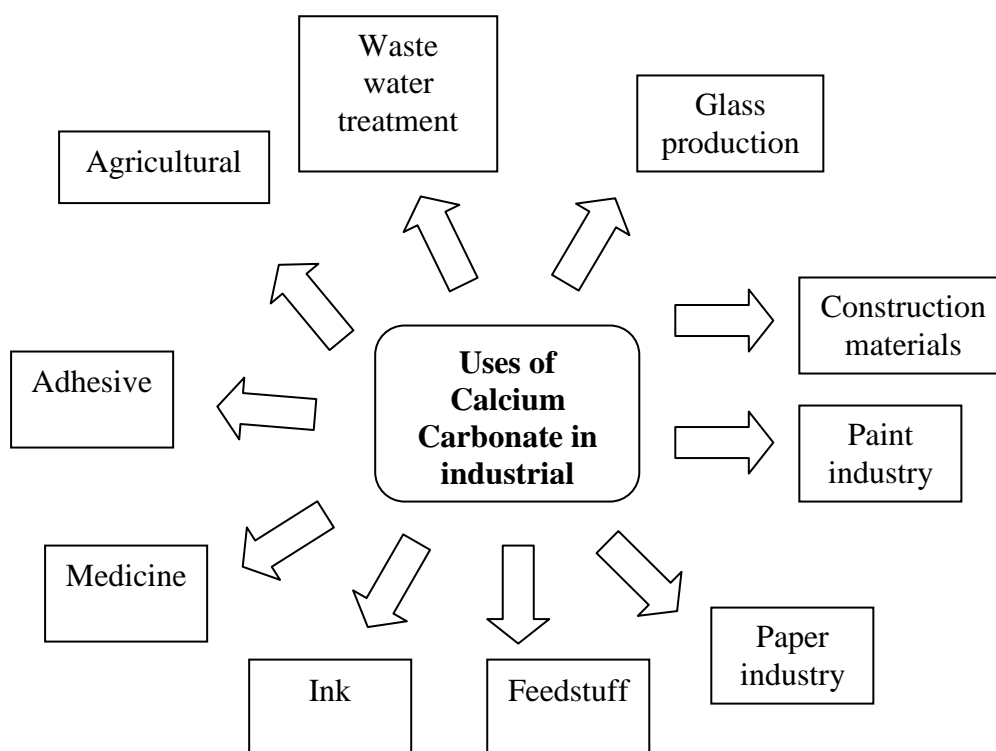 Waste
water
treatment
Glass
production
Agricultural
Construction
materials
Uses of
Calcium
Carbonate in
industrial
Adhesive
Paint
industry
Medicine
Paper
industry
Ink
Feedstuff